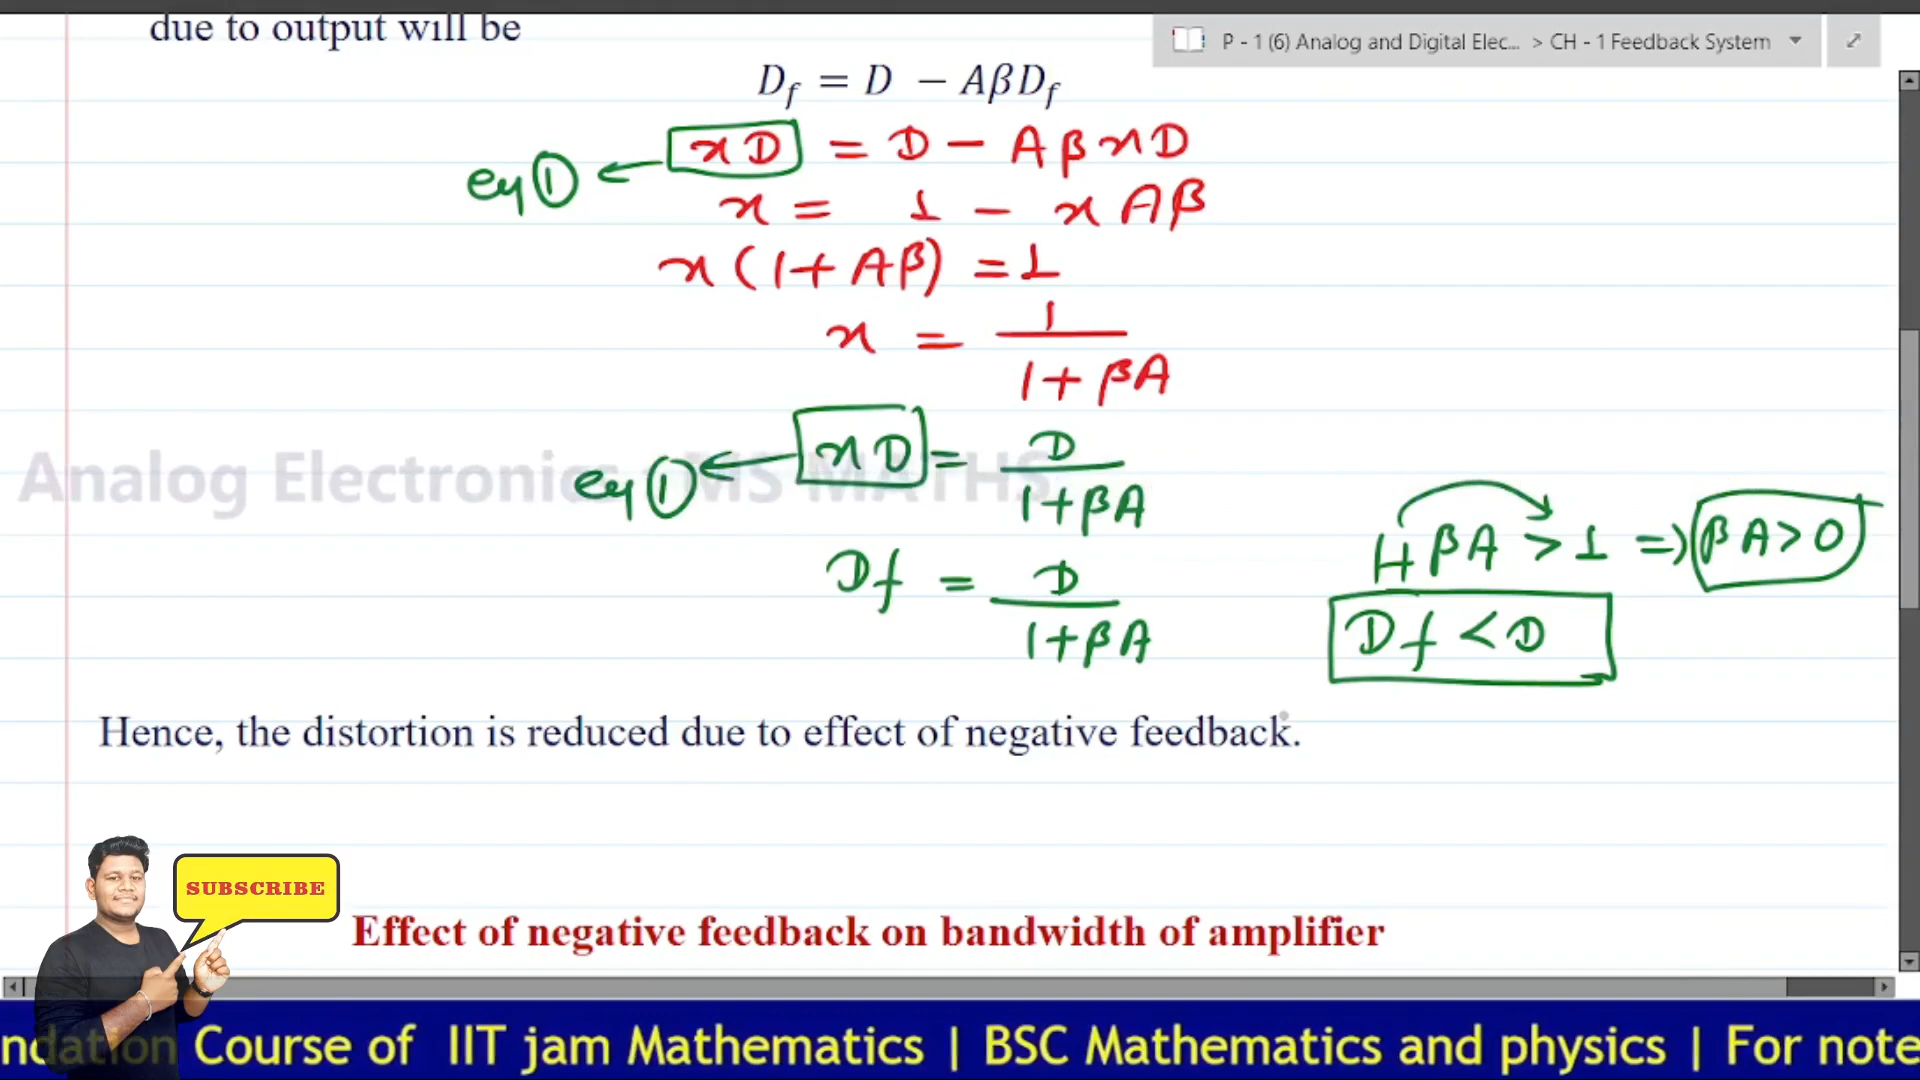 due to output will be
P - 1 (6) Analog and Digital Elec... > CH - 1 Feedback System
D_f = D - AβD_f
eq ① ← xD = D - AβxD
x = 1 - xAβ
x(1 + Aβ) = 1
x = 1 / (1 + βA)
Analog Electronics - MS MATHS
eq ① ← xD = D / (1 + βA)
1+βA > 1 => βA > 0
Df = D / (1 + βA)
Df < D
Hence, the distortion is reduced due to effect of negative feedback.
SUBSCRIBE
Effect of negative feedback on bandwidth of amplifier
ndation Course of IIT jam Mathematics | BSC Mathematics and physics | For note